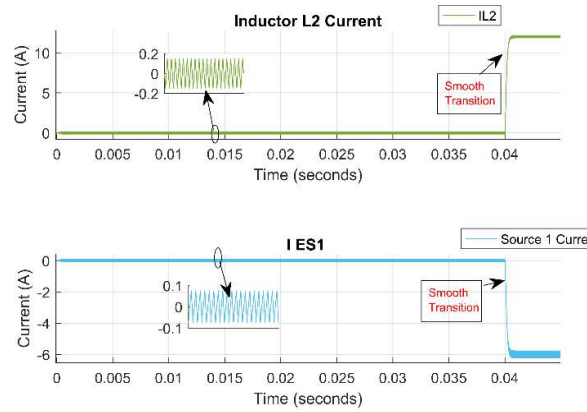 Inductor L2 Current
IL2
Current (A)
10
5
0
0.2
0
-0.2
Smooth
Transition
0 0.005 0.01 0.015 0.02 0.025 0.03 0.035 0.04
Time (seconds)
I ES1
Source 1 Curre
Current (A)
0
-2
-4
-6
0.1
0
-0.1
Smooth
Transition
0 0.005 0.01 0.015 0.02 0.025 0.03 0.035 0.04
Time (seconds)